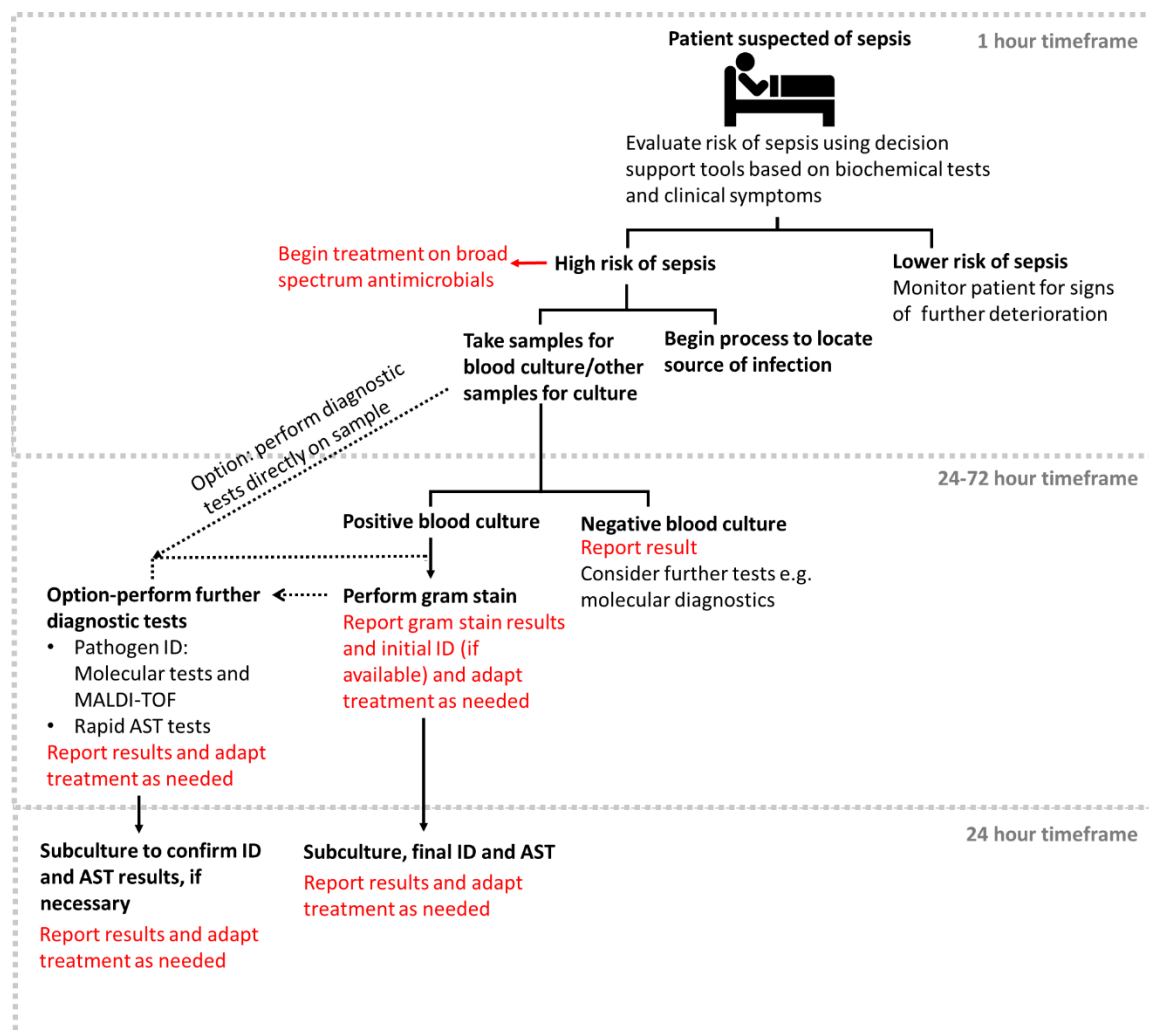 Patient suspected of sepsis
1 hour timeframe
Evaluate risk of sepsis using decision
support tools based on biochemical tests
and clinical symptoms
Begin treatment on broad
spectrum antimicrobials
High risk of sepsis
Lower risk of sepsis
Monitor patient for signs
of further deterioration
Take samples for
blood culture/other
samples for culture
Begin process to locate
source of infection
Option: perform diagnostic
tests directly on sample
24-72 hour timeframe
Positive blood culture
Negative blood culture
Report result
Consider further tests e.g.
molecular diagnostics
Option-perform further
diagnostic tests
• Pathogen ID:
Molecular tests and
MALDI-TOF
• Rapid AST tests
Report results and adapt
treatment as needed
Perform gram stain
Report gram stain results
and initial ID (if
available) and adapt
treatment as needed
24 hour timeframe
Subculture to confirm ID
and AST results, if
necessary
Report results and adapt
treatment as needed
Subculture, final ID and AST
Report results and adapt
treatment as needed